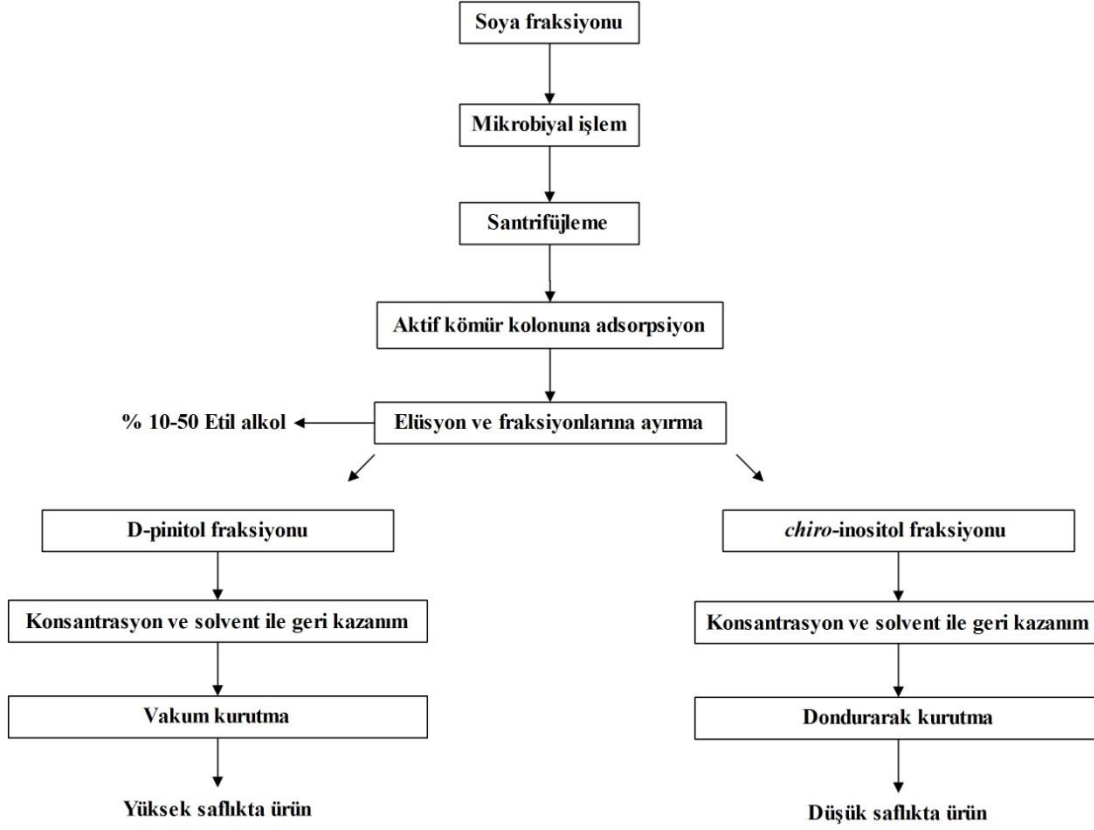 Soya fraksiyonu
Mikrobiyal işlem
Santrifüjleme
Aktif kömür kolonuna adsorpsiyon
% 10-50 Etil alkol
Elüsyon ve fraksiyonlarına ayırma
D-pinitol fraksiyonu
chiro-inositol fraksiyonu
Konsantrasyon ve solvent ile geri kazanım
Konsantrasyon ve solvent ile geri kazanım
Vakum kurutma
Dondurarak kurutma
Yüksek saflıkta ürün
Düşük saflıkta ürün